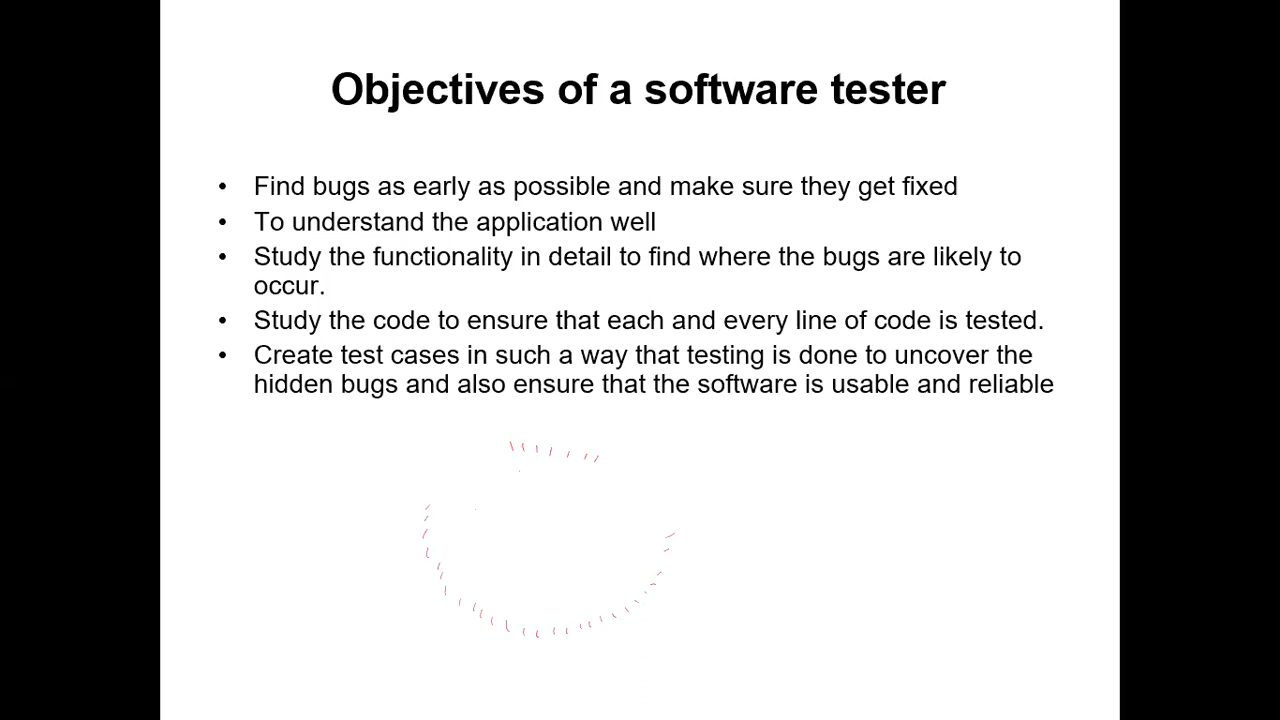 Objectives of a software tester
• Find bugs as early as possible and make sure they get fixed
• To understand the application well
• Study the functionality in detail to find where the bugs are likely to
occur.
• Study the code to ensure that each and every line of code is tested.
• Create test cases in such a way that testing is done to uncover the
hidden bugs and also ensure that the software is usable and reliable